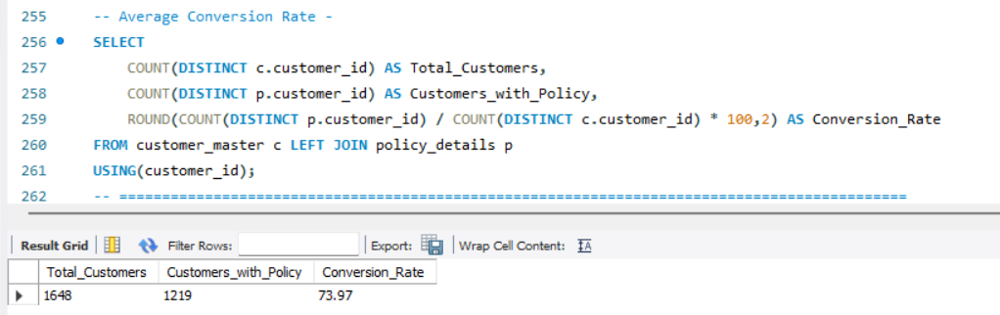 255 -- Average Conversion Rate -
256 SELECT
257 COUNT(DISTINCT c.customer_id) AS Total_Customers,
258 COUNT(DISTINCT p.customer_id) AS Customers_with_Policy,
259 ROUND(COUNT(DISTINCT p.customer_id) / COUNT(DISTINCT c.customer_id) * 100,2) AS Conversion_Rate
260 FROM customer_master c LEFT JOIN policy_details p
261 USING(customer_id);
262 -- ==========================================================================================
Result Grid Filter Rows: Export: Wrap Cell Content: IA
Total_Customers Customers_with_Policy Conversion_Rate
1648 1219 73.97